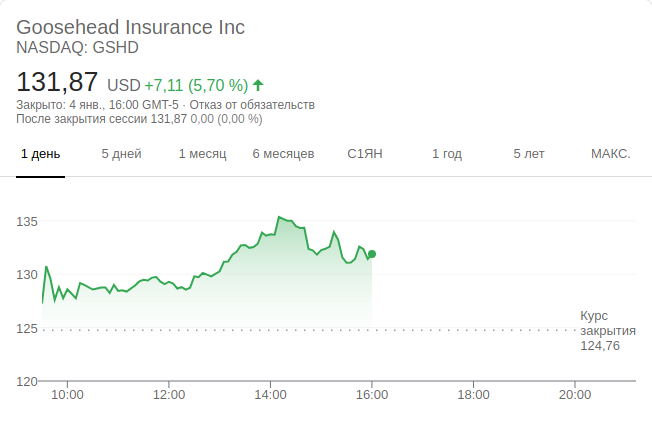 Goosehead Insurance Inc
NASDAQ: GSHD
131,87 USD +7,11 (5,70 %)
Закрыто: 4 янв., 16:00 GMT-5 · Отказ от обязательств
После закрытия сессии 131,87 0,00 (0,00 %)
1 день 5 дней 1 месяц 6 месяцев С1ЯН 1 год 5 лет МАКС.
135
130
125
120
Курс
закрытия
124,76
10:00 12:00 14:00 16:00 18:00 20:00